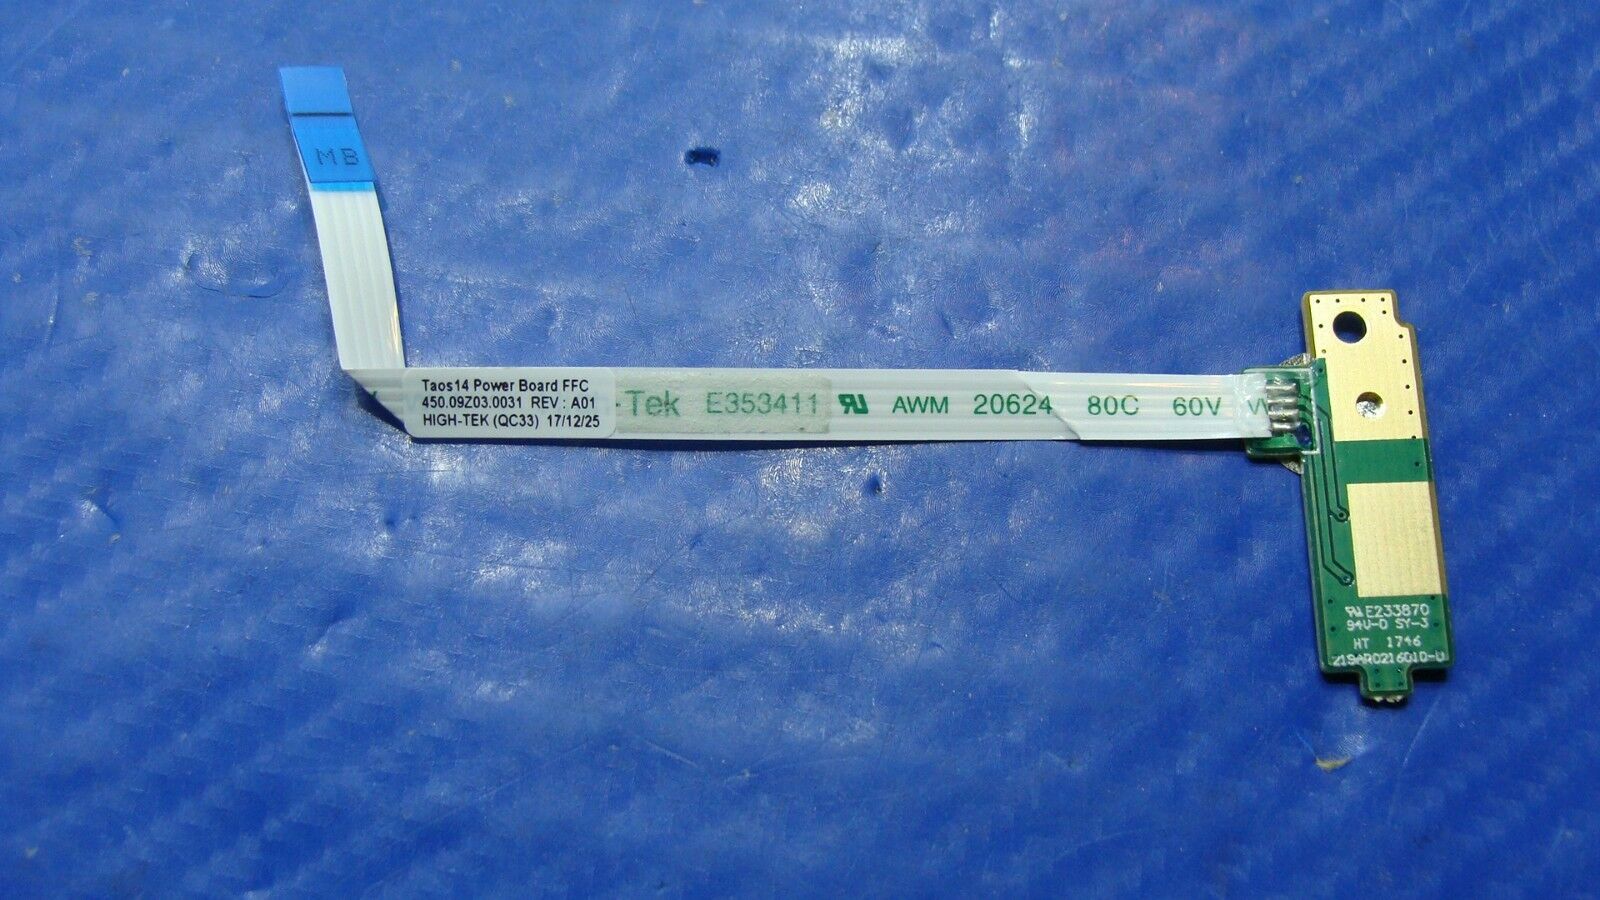 MB
Taos14 Power Board FFC
450.09Z03.0031 REV : A01
HIGH-TEK (QC33) 17/12/25
-Tek E353411 AWM 20624 80C 60V
E233870
94V-0 SY-3
HT 1746
Z19AR0216010-U